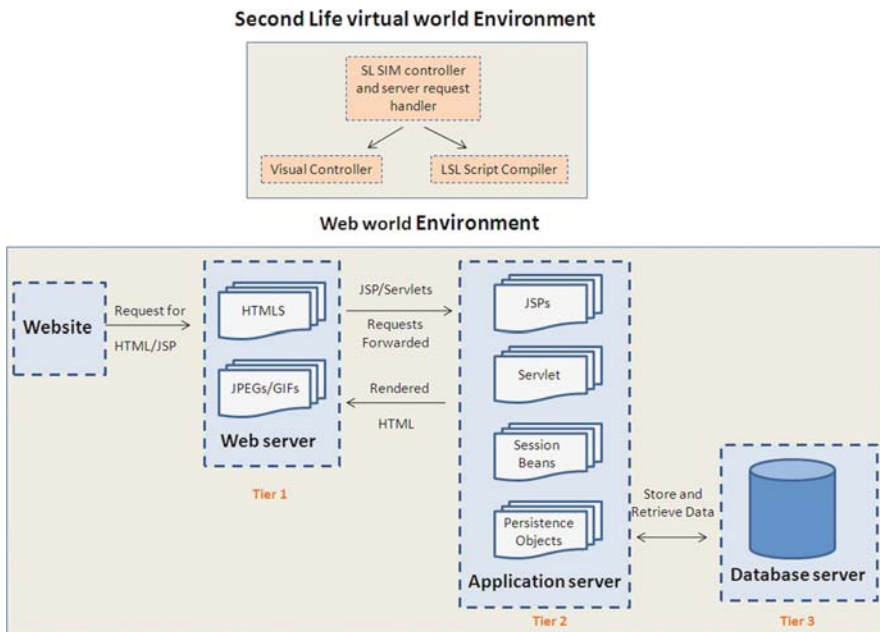 Second Life virtual world Environment
SL SIM controller
and server request
handler
Visual Controller
LSL Script Compiler
Web world Environment
Website
Request for
HTML/JSP
HTMLS
JPEGs/GIFs
Web server
Tier 1
JSP/Servlets
Requests
Forwarded
Rendered
HTML
JSPs
Servlet
Session
Beans
Persistence
Objects
Application server
Tier 2
Store and
Retrieve Data
Database server
Tier 3